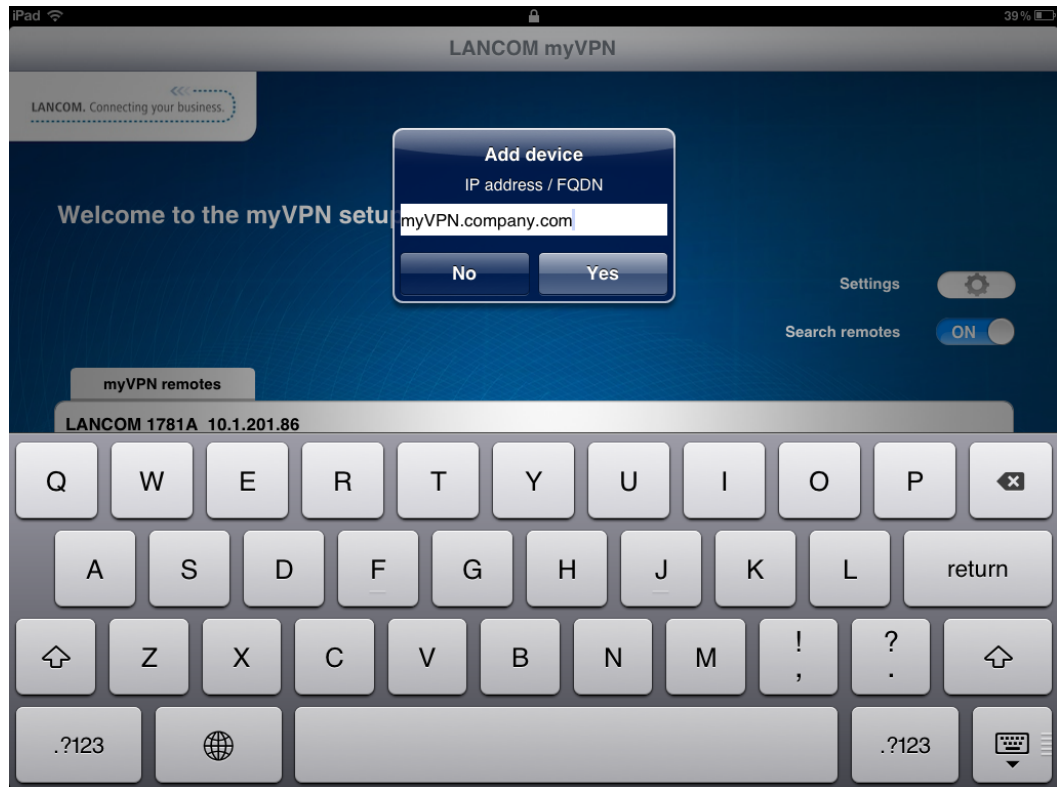 iPad 39%
LANCOM myVPN
LANCOM. Connecting your business.
Add device
IP address / FQDN
Welcome to the myVPN setu
myVPN.company.com
No Yes
Settings
Search remotes ON
myVPN remotes
LANCOM 1781A 10.1.201.86
Q W E R T Y U I O P
A S D F G H J K L return
Z X C V B N M ! , ? .
.?123 .?123